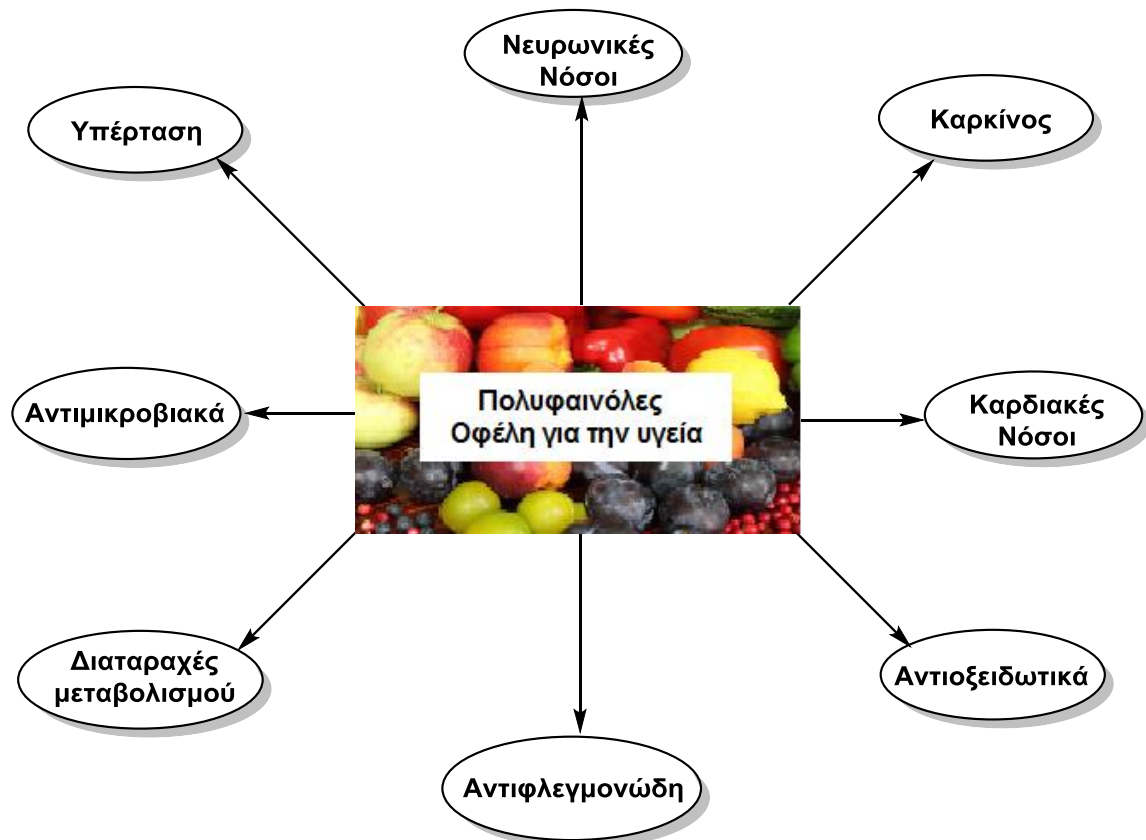 Νευρωνικές
Νόσοι
Υπέρταση
Καρκίνος
Πολυφαινόλες
Οφέλη για την υγεία
Αντιμικροβιακά
Καρδιακές
Νόσοι
Διαταραχές
μεταβολισμού
Αντιοξειδωτικά
Αντιφλεγμονώδη